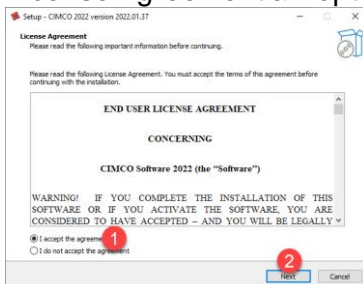 Setup - CIMCO 2022 version 2022.01.37
License Agreement
Please read the following important information before continuing.
Please read the following License Agreement. You must accept the terms of this agreement before
continuing with the installation.
END USER LICENSE AGREEMENT
CONCERNING
CIMCO Software 2022 (the “Software”)
WARNING! IF YOU COMPLETE THE INSTALLATION OF THIS
SOFTWARE OR IF YOU ACTIVATE THE SOFTWARE, YOU ARE
CONSIDERED TO HAVE ACCEPTED – AND YOU WILL BE LEGALLY
I accept the agreement 1
I do not accept the agreement
2
Next Cancel